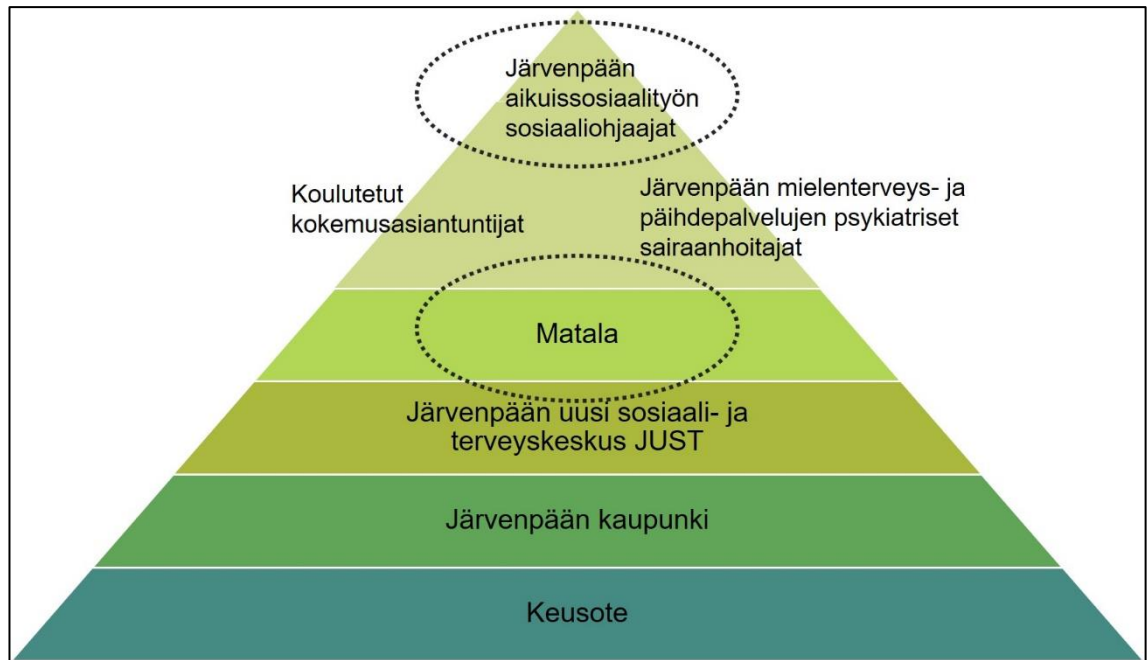 Järvenpään
aikuissosiaalityön
sosiaaliohjaajat
Koulutetut
kokemusasiantuntijat
Järvenpään mielenterveys- ja
päihdepalvelujen psykiatriset
sairaanhoitajat
Matala
Järvenpään uusi sosiaali- ja
terveyskeskus JUST
Järvenpään kaupunki
Keusote